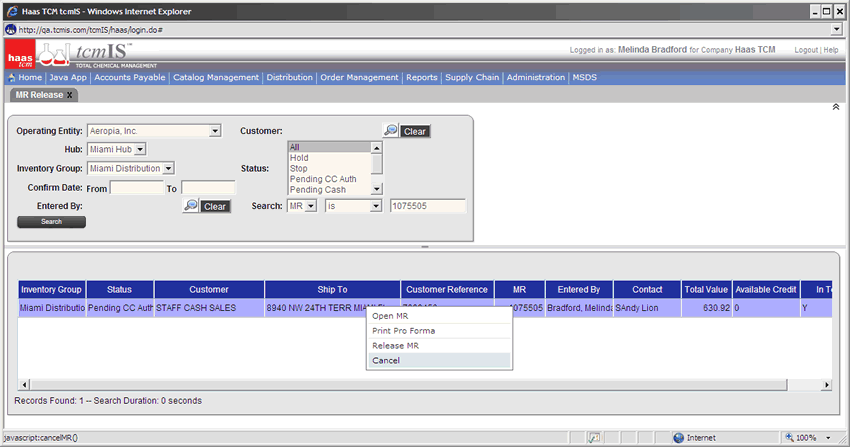 Haas TCM tcmIS - Windows Internet Explorer
http://qa.tcmis.com/tcmIS/haas/login.do#
haas tcm tcmIS TOTAL CHEMICAL MANAGEMENT
Logged in as: Melinda Bradford for Company Haas TCM Logout | Help
Home | Java App | Accounts Payable | Catalog Management | Distribution | Order Management | Reports | Supply Chain | Administration | MSDS
MR Release X
Operating Entity: Aeropia, Inc. Customer: Clear
Hub: Miami Hub All
Hold
Inventory Group: Miami Distribution Status: Stop
Pending CC Auth
Confirm Date: From To Pending Cash
Entered By: Clear Search: MR is 1075505
Search
Inventory Group Status Customer Ship To Customer Reference MR Entered By Contact Total Value Available Credit
Miami Distributio Pending CC Auth STAFF CASH SALES 8940 NW 24TH TERR 1075505 Bradford, Melinda SAndy Lion 630.92 0 Y
Open MR
Print Pro Forma
Release MR
Cancel
Records Found: 1 -- Search Duration: 0 seconds
javascript:cancelMR() Internet 100%